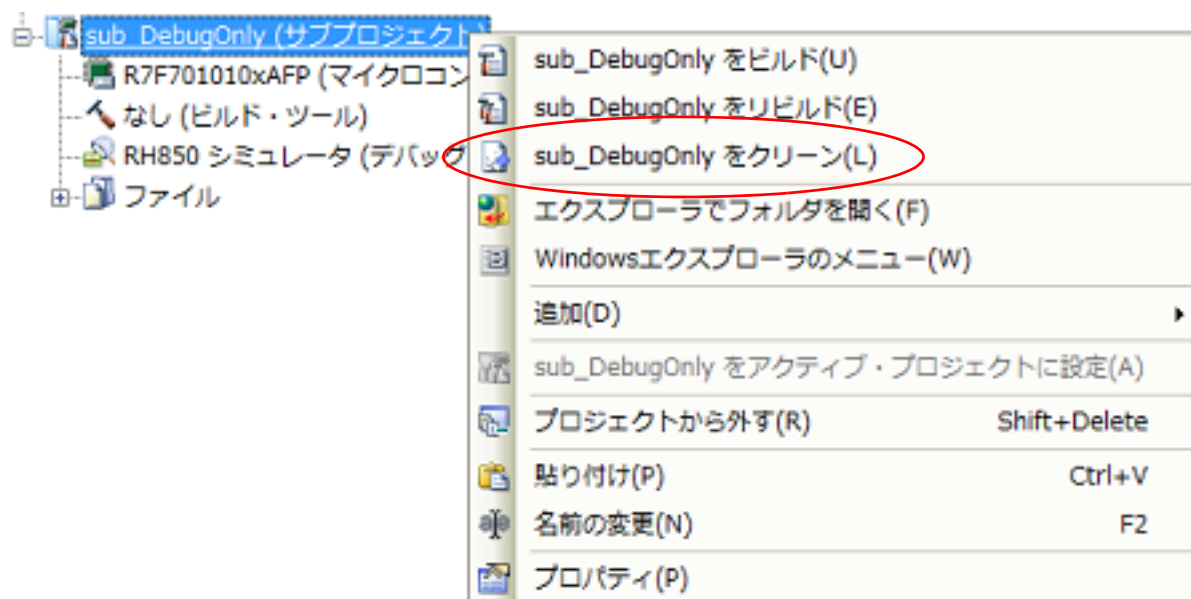 sub_DebugOnly (サブプロジェクト)
R7F701010xAFP (マイクロコン
なし (ビルド・ツール)
RH850 シミュレータ (デバッグ
ファイル
sub_DebugOnly をビルド(U)
sub_DebugOnly をリビルド(E)
sub_DebugOnly をクリーン(L)
エクスプローラでフォルダを開く(F)
Windowsエクスプローラのメニュー(W)
追加(D)
sub_DebugOnly をアクティブ・プロジェクトに設定(A)
プロジェクトから外す(R) Shift+Delete
貼り付け(P) Ctrl+V
名前の変更(N) F2
プロパティ(P)